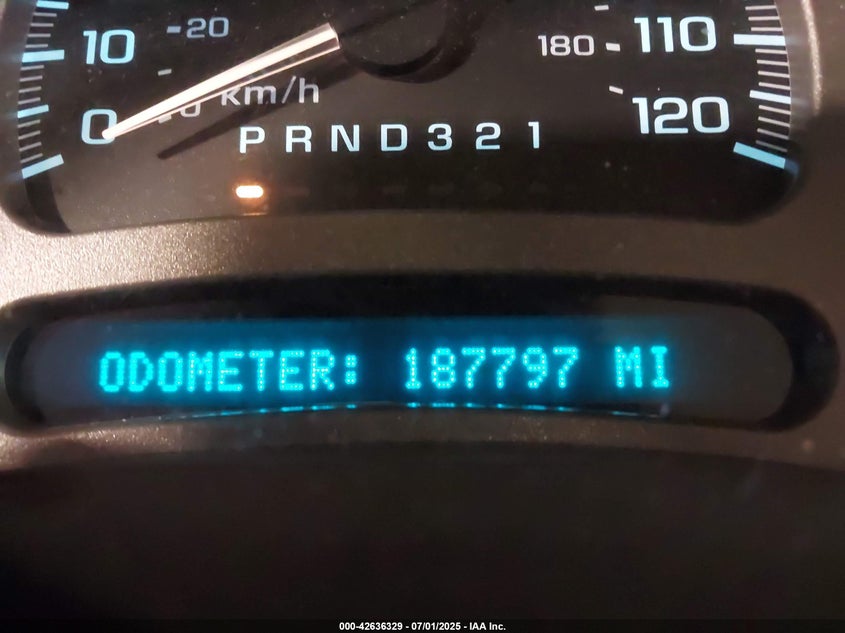 10 20 180 110
0 km/h 120
PRND321
ODOMETER: 187797 MI
000-42636329 - 07/01/2025 - IAA Inc.